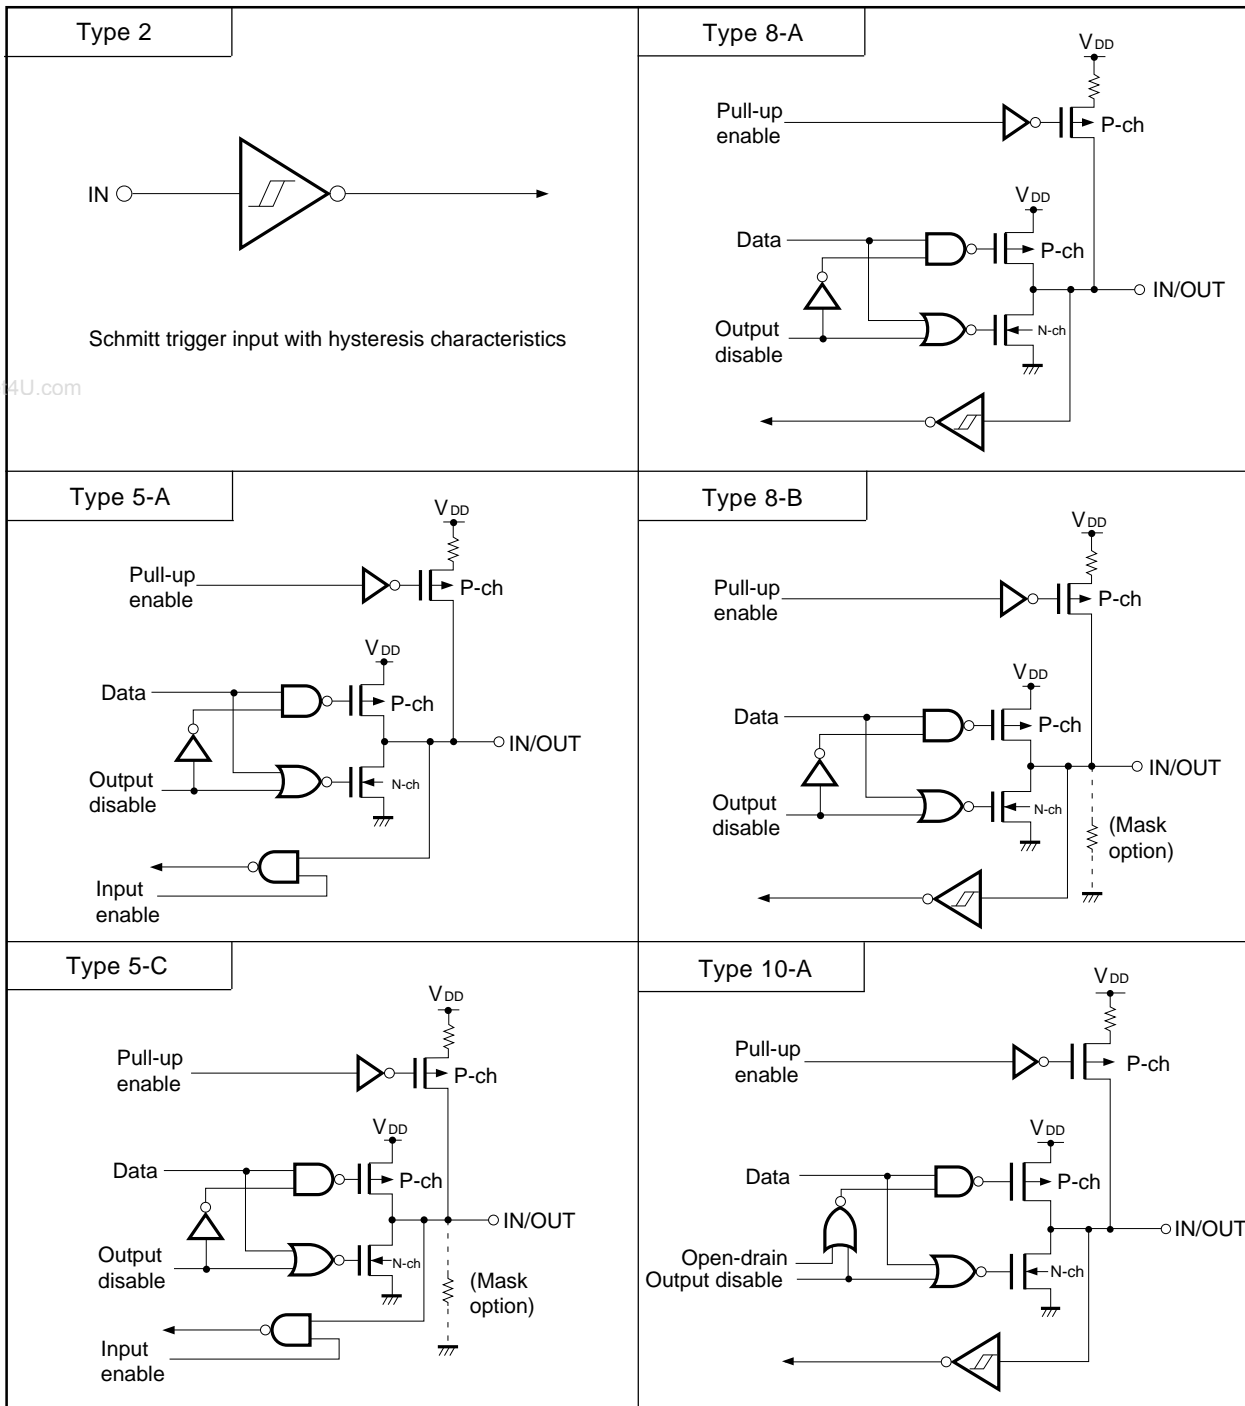 Type 2
IN
Schmitt trigger input with hysteresis characteristics
t4U.com
Type 8-A
VDD
Pull-up
enable
P-ch
VDD
Data
P-ch
IN/OUT
Output
disable
N-ch
Type 5-A
VDD
Pull-up
enable
P-ch
VDD
Data
P-ch
IN/OUT
Output
disable
N-ch
Input
enable
Type 8-B
VDD
Pull-up
enable
P-ch
VDD
Data
P-ch
IN/OUT
Output
disable
N-ch
(Mask
option)
Type 5-C
VDD
Pull-up
enable
P-ch
VDD
Data
P-ch
IN/OUT
Output
disable
N-ch
(Mask
option)
Input
enable
Type 10-A
VDD
Pull-up
enable
P-ch
VDD
Data
P-ch
IN/OUT
Open-drain
Output disable
N-ch